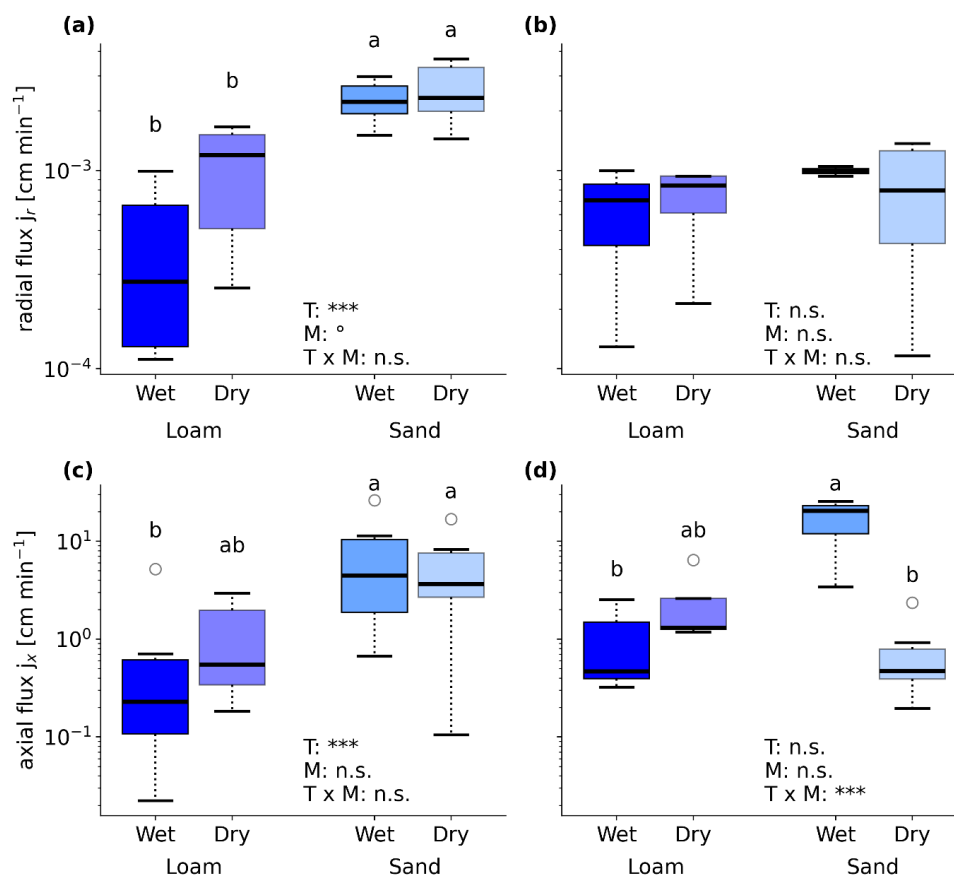 (a)
b
b
a
a
radial flux j_r [cm min⁻¹]
10⁻³
10⁻⁴
T: ***
M: °
T x M: n.s.
Wet
Dry
Wet
Dry
Loam
Sand
(b)
T: n.s.
M: n.s.
T x M: n.s.
Wet
Dry
Wet
Dry
Loam
Sand
(c)
b
ab
a
a
axial flux j_x [cm min⁻¹]
10¹
10⁰
10⁻¹
T: ***
M: n.s.
T x M: n.s.
Wet
Dry
Wet
Dry
Loam
Sand
(d)
b
ab
a
b
T: n.s.
M: n.s.
T x M: ***
Wet
Dry
Wet
Dry
Loam
Sand